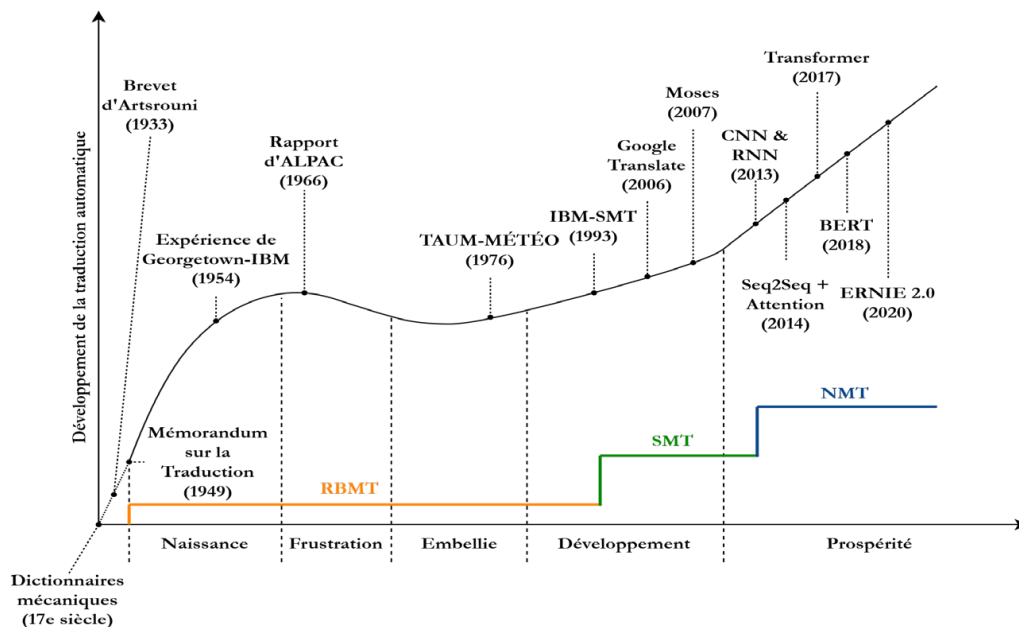 Développement de la traduction automatique
Brevet
d'Artsrouni
(1933)
Expérience de
Georgetown-IBM
(1954)
Rapport
d'ALPAC
(1966)
TAUM-MÉTÉO
(1976)
IBM-SMT
(1993)
Google
Translate
(2006)
Moses
(2007)
CNN &
RNN
(2013)
Transformer
(2017)
Seq2Seq +
Attention
(2014)
BERT
(2018)
ERNIE 2.0
(2020)
Mémorandum
sur la
Traduction
(1949)
RBMT
SMT
NMT
Naissance
Frustration
Embellie
Développement
Prospérité
Dictionnaires
mécaniques
(17e siècle)